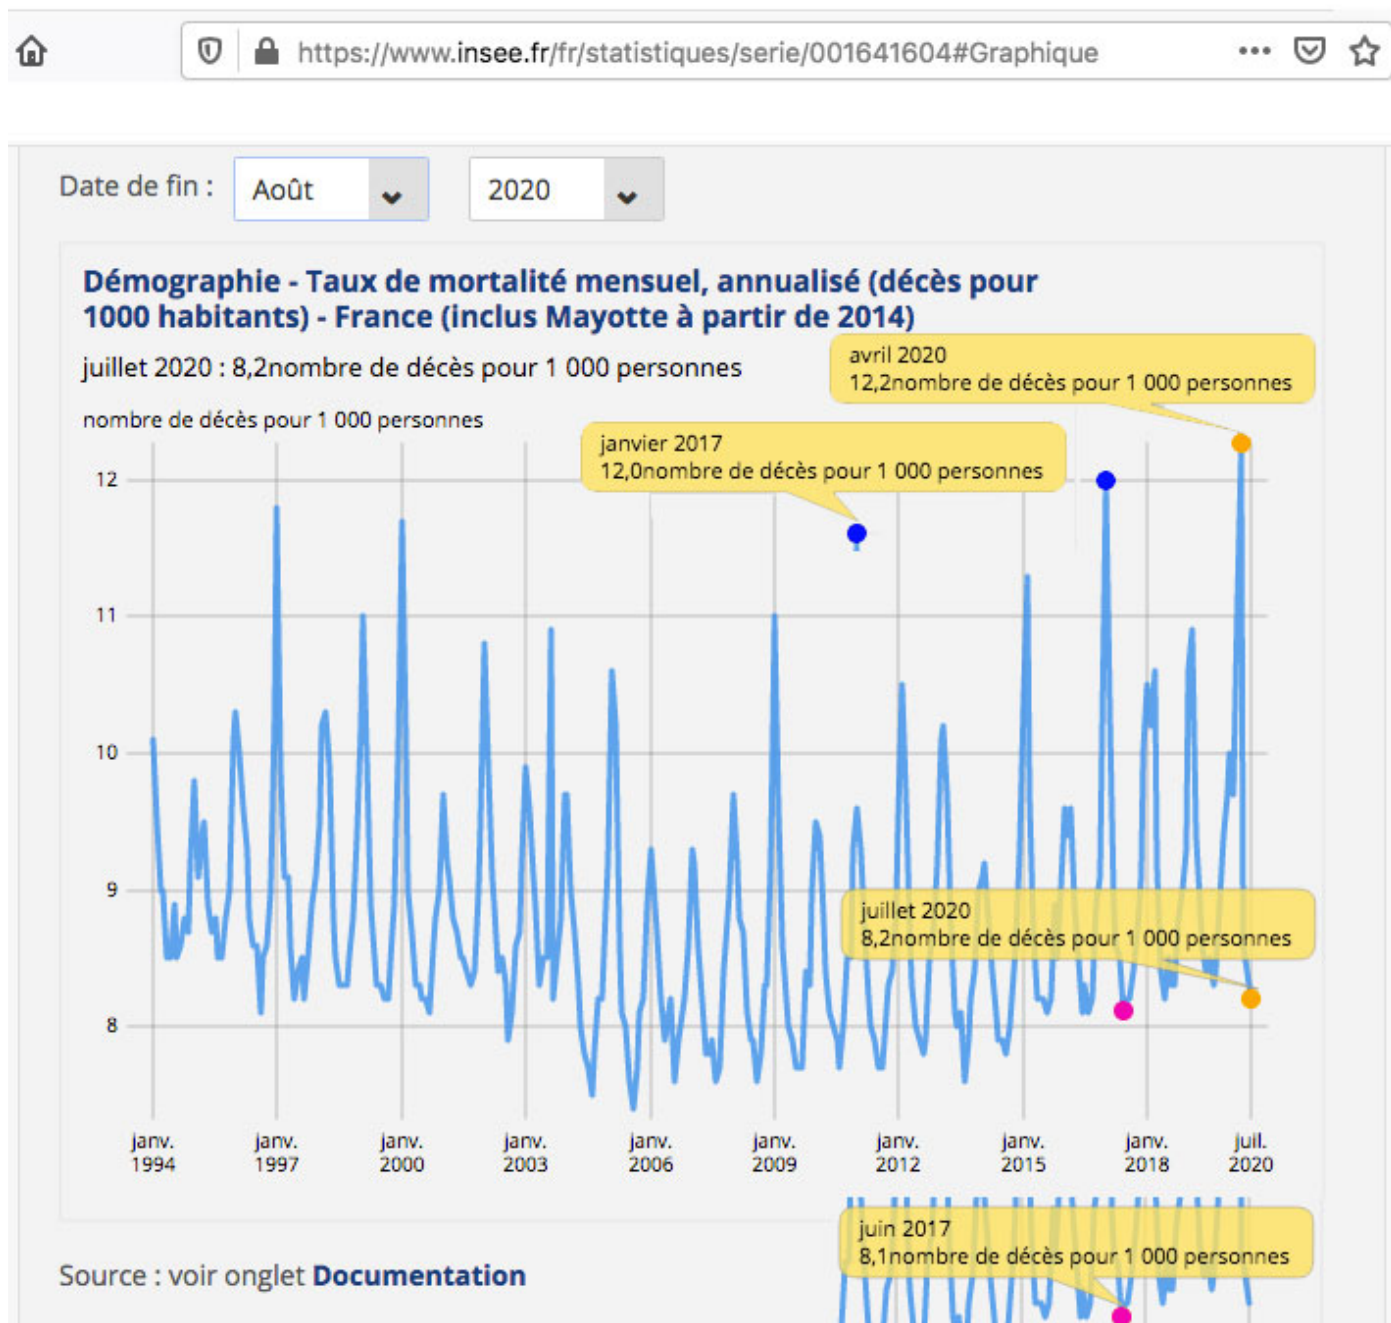 https://www.insee.fr/fr/statistiques/serie/001641604#Graphique
Date de fin : Août 2020
Démographie - Taux de mortalité mensuel, annualisé (décès pour
1000 habitants) - France (inclus Mayotte à partir de 2014)
juillet 2020 : 8,2nombre de décès pour 1 000 personnes
avril 2020
12,2nombre de décès pour 1 000 personnes
nombre de décès pour 1 000 personnes
janvier 2017
12,0nombre de décès pour 1 000 personnes
12
11
10
9
juillet 2020
8,2nombre de décès pour 1 000 personnes
8
janv. janv. janv. janv. janv. janv. janv. janv. janv. juil.
1994 1997 2000 2003 2006 2009 2012 2015 2018 2020
juin 2017
8,1nombre de décès pour 1 000 personnes
Source : voir onglet Documentation